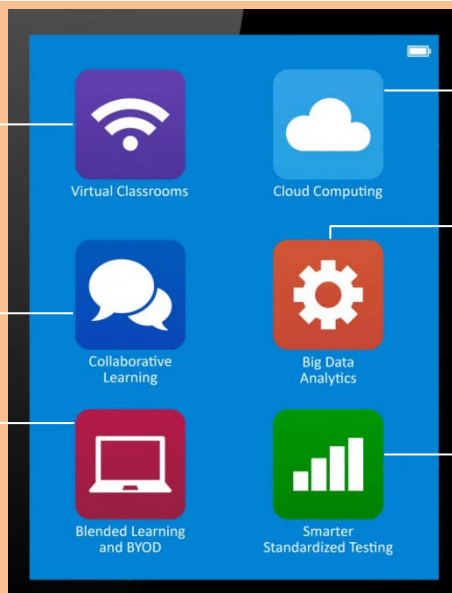 Virtual Classrooms
Cloud Computing
Collaborative
Learning
Big Data
Analytics
Blended Learning
and BYOD
Smarter
Standardized Testing